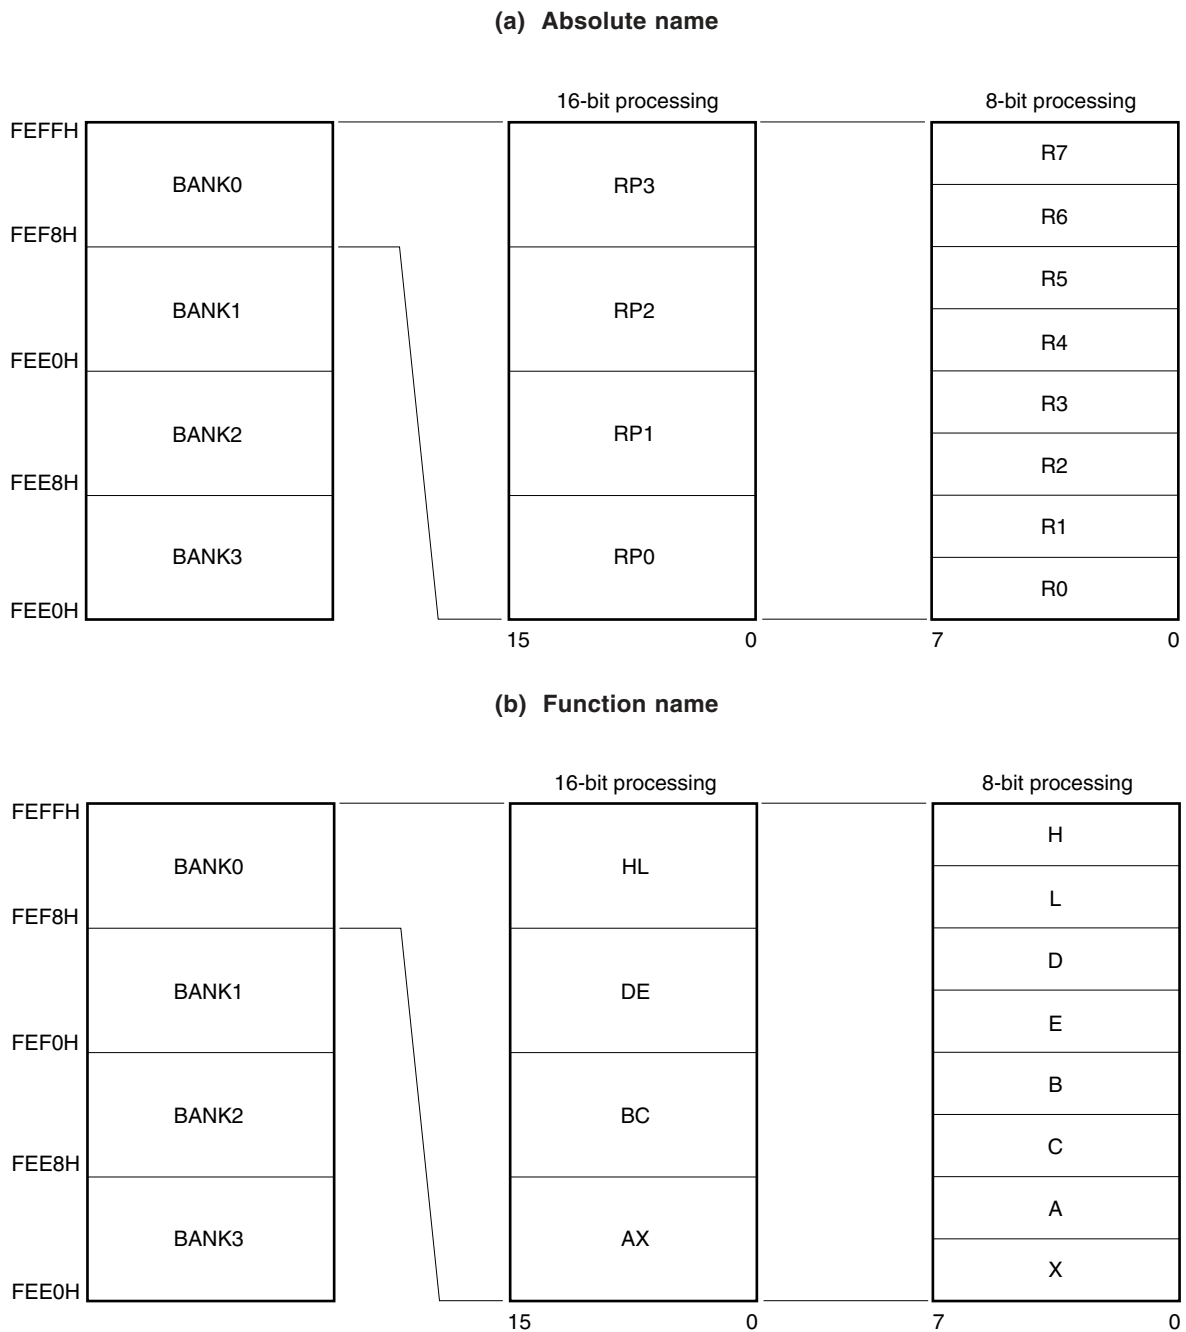 (a) Absolute name
16-bit processing
8-bit processing
FEFFH
BANK0
RP3
R7
R6
FEF8H
BANK1
RP2
R5
R4
FEE0H
BANK2
RP1
R3
R2
FEE8H
BANK3
RP0
R1
R0
FEE0H
15 0
7 0
(b) Function name
16-bit processing
8-bit processing
FEFFH
BANK0
HL
H
L
FEF8H
BANK1
DE
D
E
FEF0H
BANK2
BC
B
C
FEE8H
BANK3
AX
A
X
FEE0H
15 0
7 0